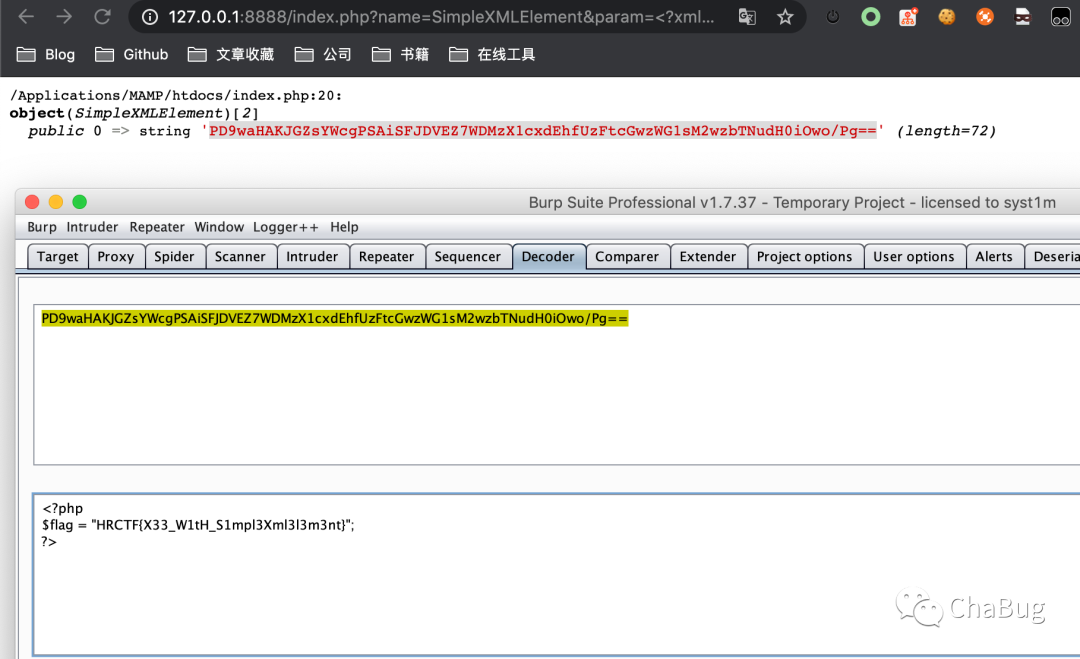 127.0.0.1:8888/index.php?name=SimpleXMLElement&param=<?xml...
Blog Github 文章收藏 公司 书籍 在线工具
/Applications/MAMP/htdocs/index.php:20:
object(SimpleXMLElement)[2]
public 0 => string 'PD9waHAKJGZsYWcgPSAiSFJDVEZ7WDMzX1cxdEhfUzFtcGwzWG1sM2wzbTNudH0iOwo/Pg==' (length=72)
Burp Suite Professional v1.7.37 - Temporary Project - licensed to syst1m
Burp Intruder Repeater Window Logger++ Help
Target Proxy Spider Scanner Intruder Repeater Sequencer Decoder Comparer Extender Project options User options Alerts Deseria
PD9waHAKJGZsYWcgPSAiSFJDVEZ7WDMzX1cxdEhfUzFtcGwzWG1sM2wzbTNudH0iOwo/Pg==
<?php
$flag = "HRCTF{X33_W1tH_S1mpl3Xml3l3m3nt}";
?>
ChaBug